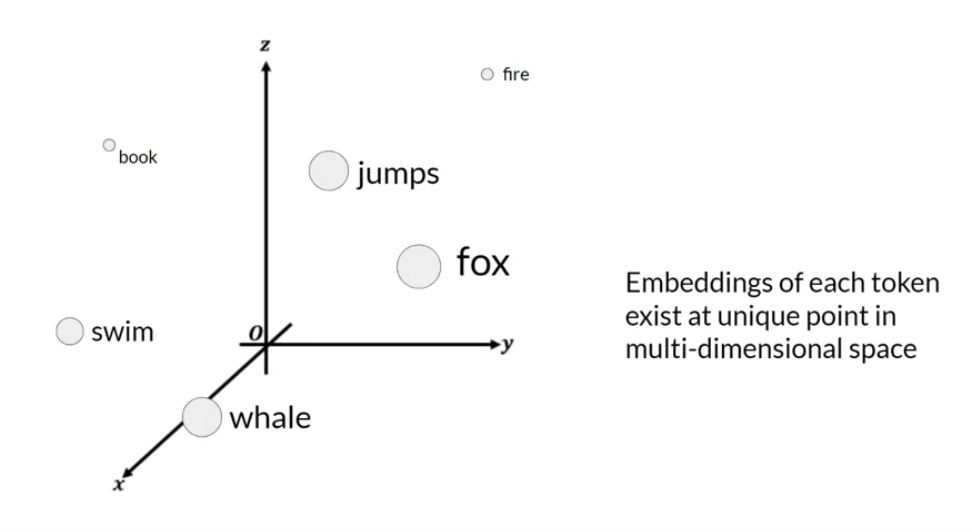 z
fire
book
jumps
fox
Embeddings of each token
exist at unique point in
multi-dimensional space
swim
O
y
whale
x